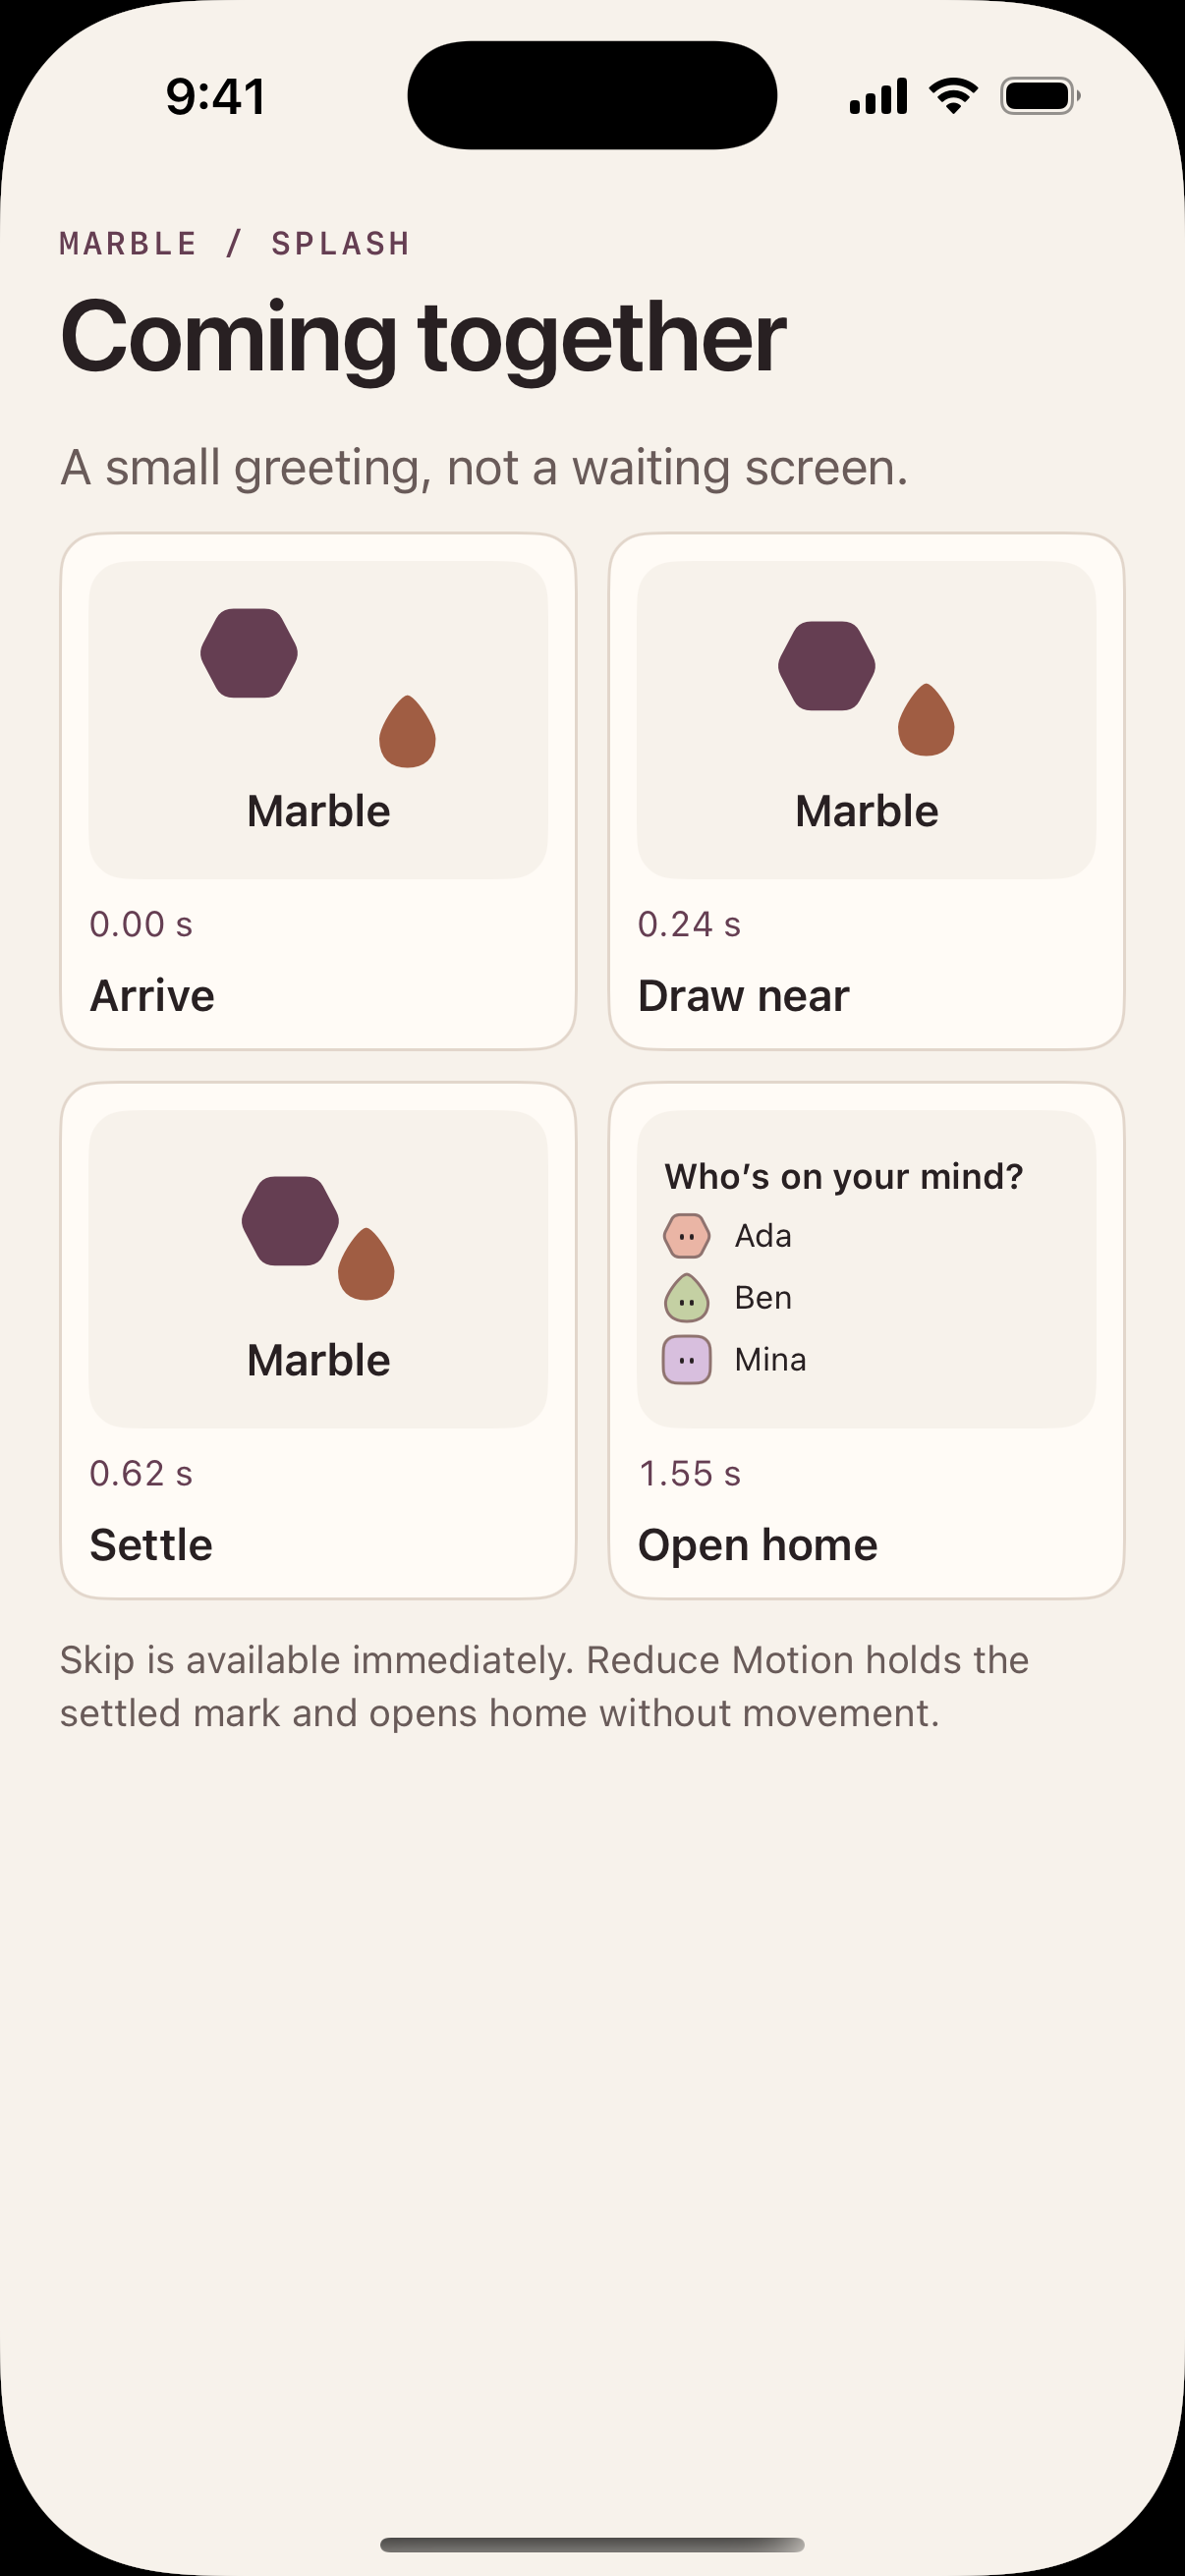 9:41
MARBLE / SPLASH
Coming together
A small greeting, not a waiting screen.
Marble
0.00 s
Arrive
Marble
0.24 s
Draw near
Marble
0.62 s
Settle
Who’s on your mind?
Ada
Ben
Mina
1.55 s
Open home
Skip is available immediately. Reduce Motion holds the
settled mark and opens home without movement.